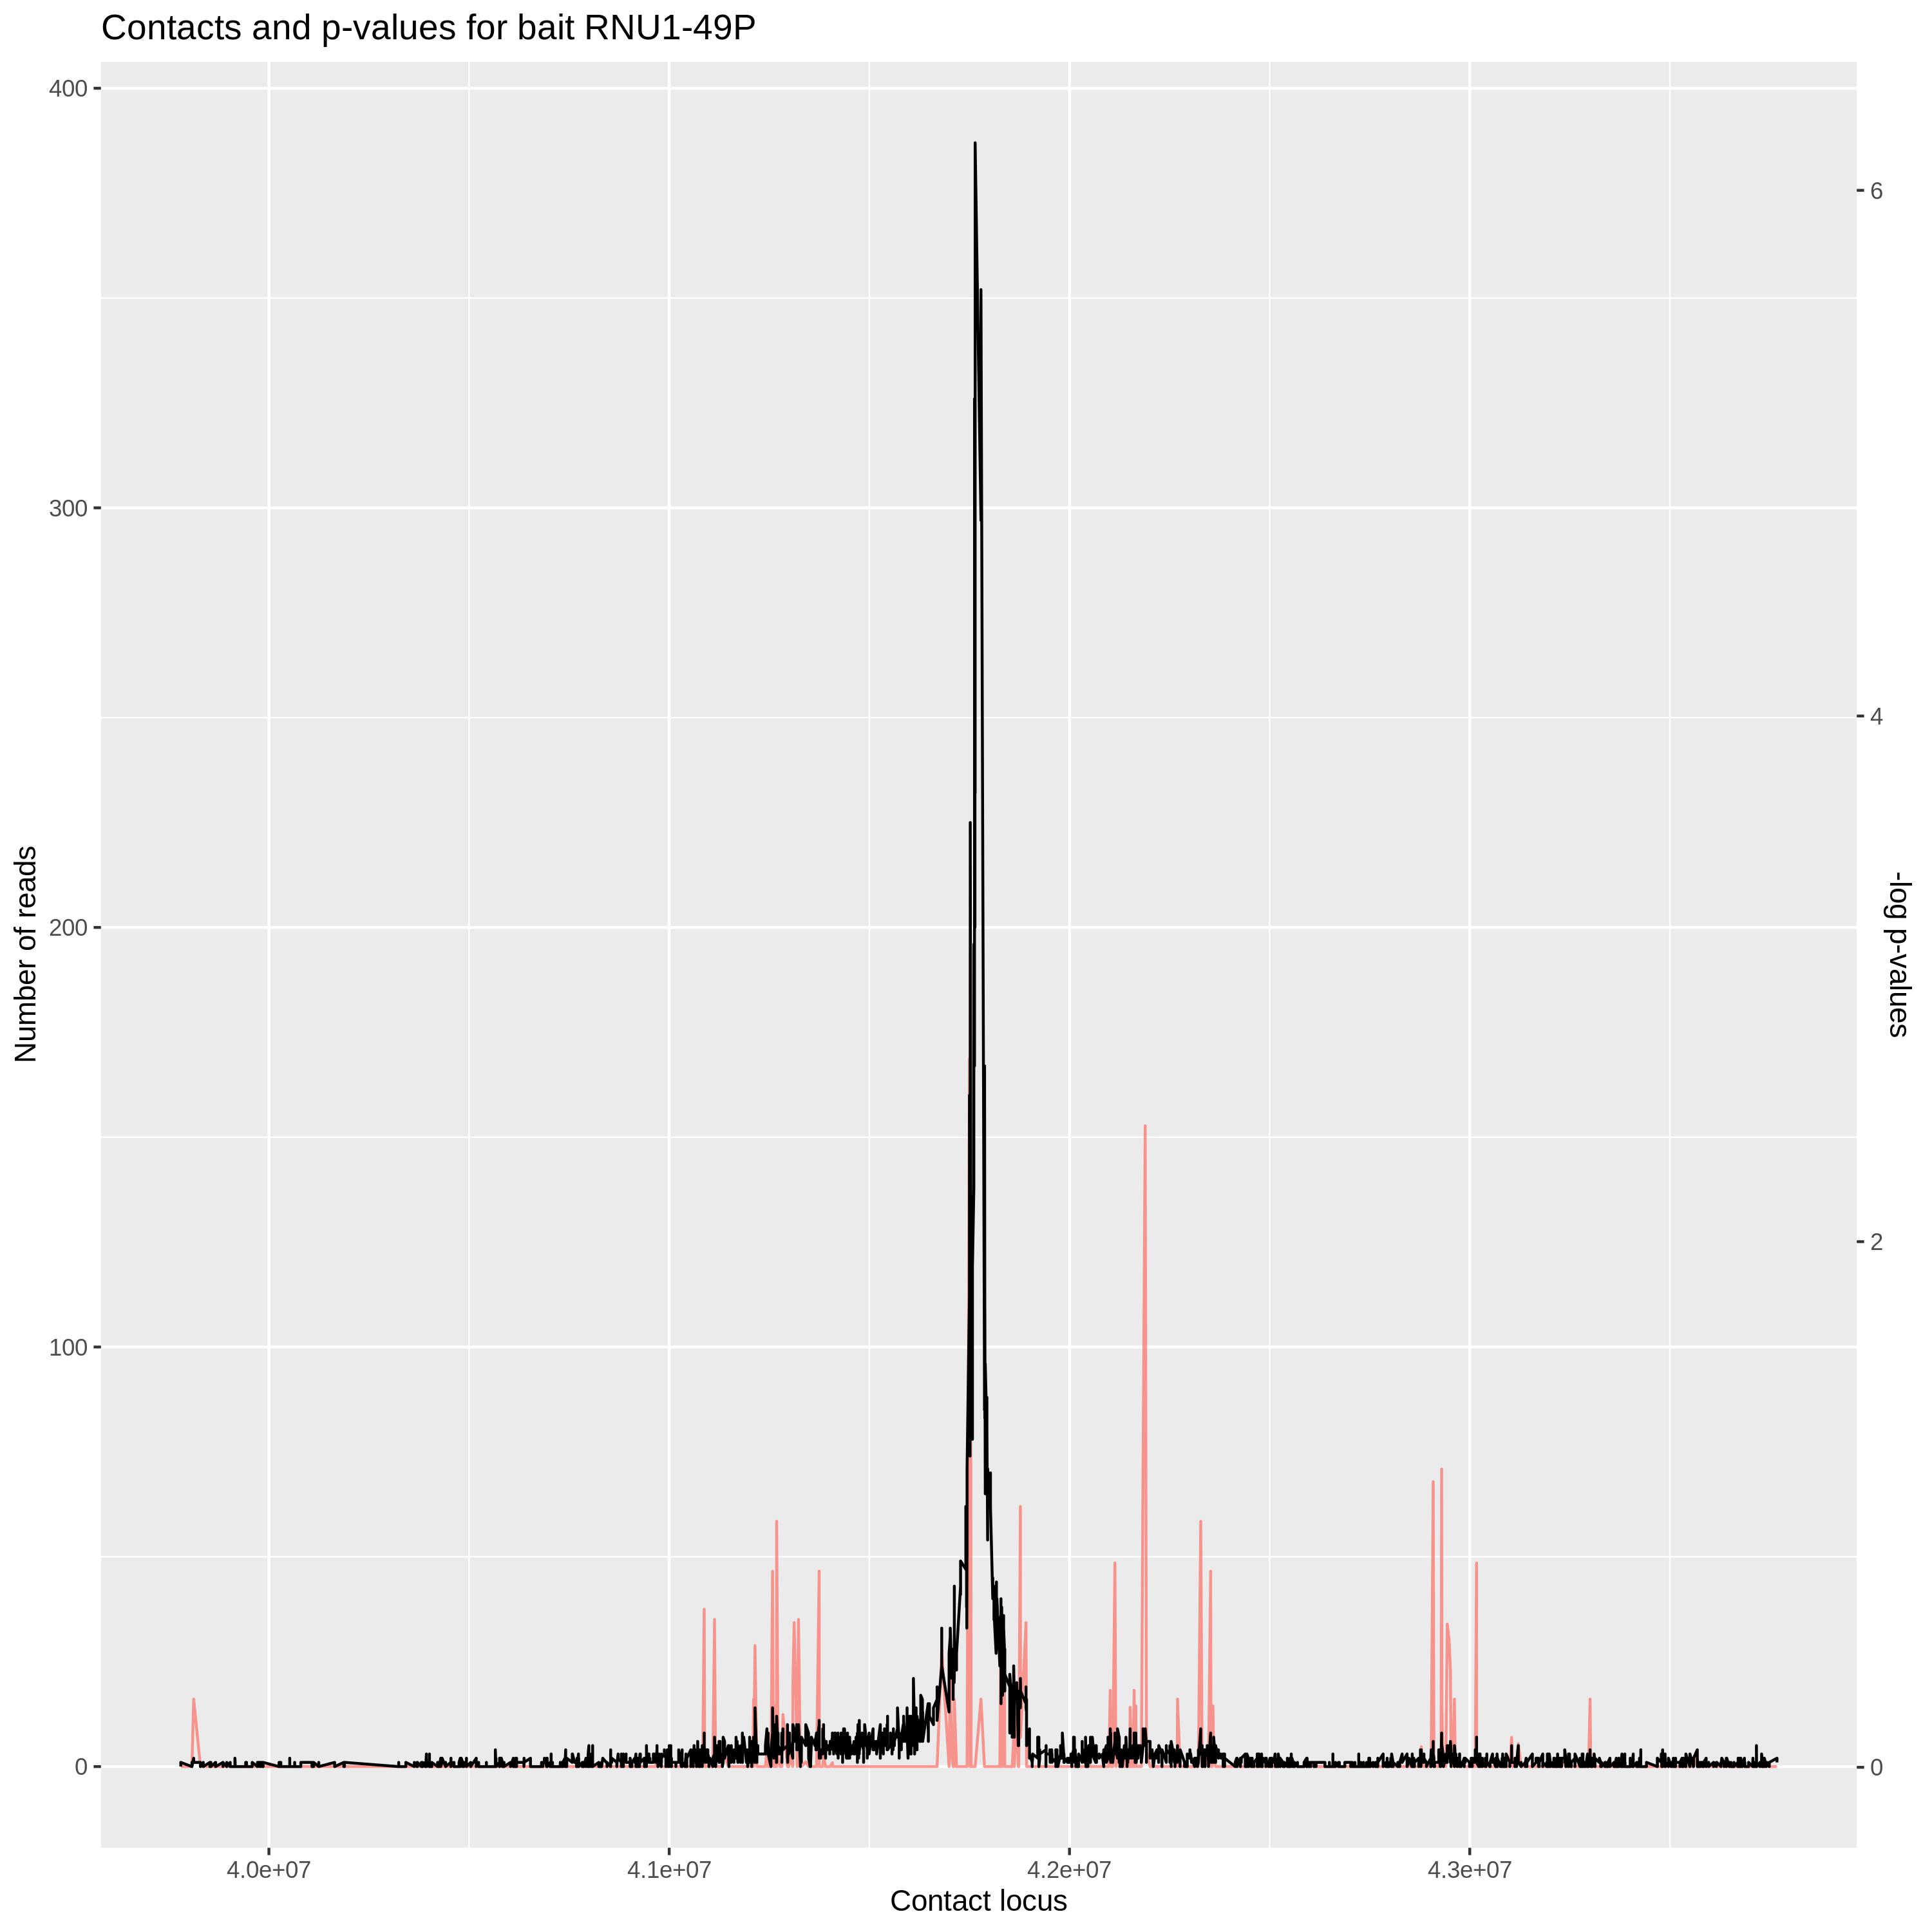 Contacts and p-values for bait RNU1-49P
400
300
200
100
0
Number of reads
6
4
2
0
-log p-values
4.0e+07
4.1e+07
4.2e+07
4.3e+07
Contact locus